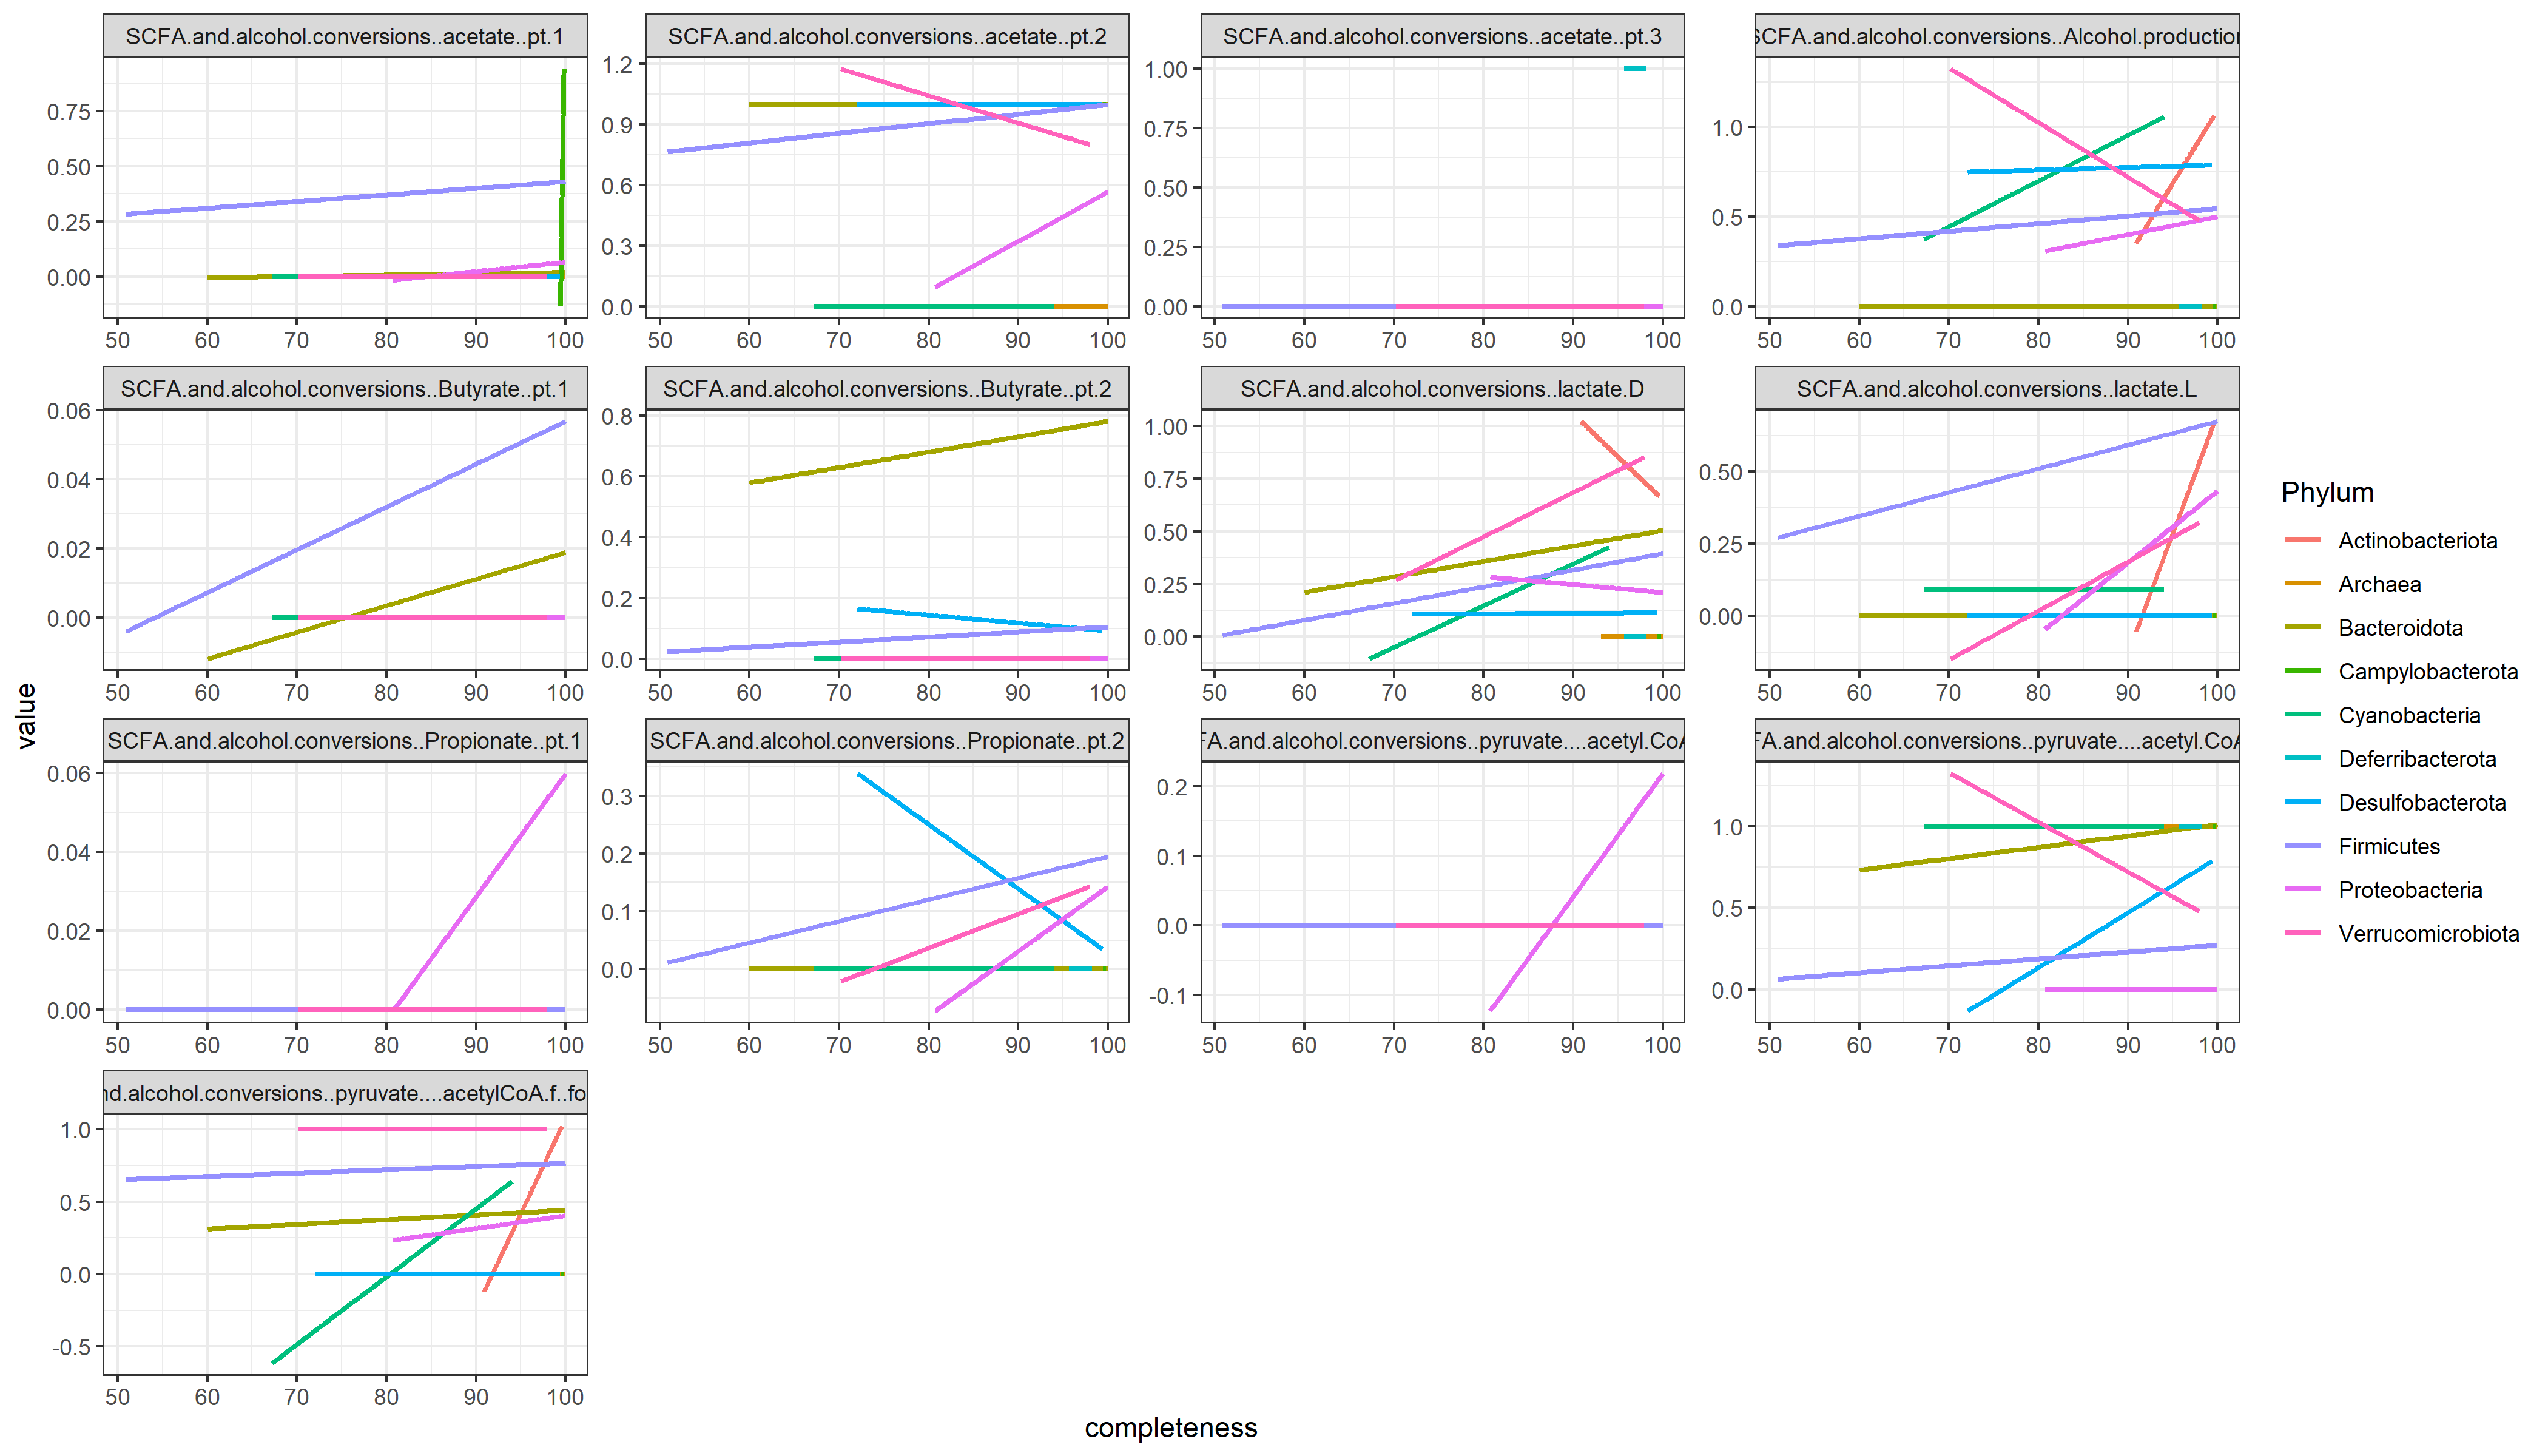 SCFA.and.alcohol.conversions..acetate..pt.1
SCFA.and.alcohol.conversions..acetate..pt.2
SCFA.and.alcohol.conversions..acetate..pt.3
SCFA.and.alcohol.conversions..Alcohol.production
0.75
0.50
0.25
0.00
50 60 70 80 90 100
1.2
0.9
0.6
0.3
0.0
50 60 70 80 90 100
1.00
0.75
0.50
0.25
0.00
50 60 70 80 90 100
1.0
0.5
0.0
50 60 70 80 90 100
SCFA.and.alcohol.conversions..Butyrate..pt.1
SCFA.and.alcohol.conversions..Butyrate..pt.2
SCFA.and.alcohol.conversions..lactate.D
SCFA.and.alcohol.conversions..lactate.L
0.06
0.04
0.02
0.00
50 60 70 80 90 100
0.8
0.6
0.4
0.2
0.0
50 60 70 80 90 100
1.00
0.75
0.50
0.25
0.00
50 60 70 80 90 100
0.50
0.25
0.00
50 60 70 80 90 100
SCFA.and.alcohol.conversions..Propionate..pt.1
SCFA.and.alcohol.conversions..Propionate..pt.2
FA.and.alcohol.conversions..pyruvate....acetyl.CoA
FA.and.alcohol.conversions..pyruvate....acetyl.CoA
0.06
0.04
0.02
0.00
50 60 70 80 90 100
0.3
0.2
0.1
0.0
50 60 70 80 90 100
0.2
0.1
0.0
-0.1
50 60 70 80 90 100
1.0
0.5
0.0
50 60 70 80 90 100
nd.alcohol.conversions..pyruvate....acetylCoA.f..fo
1.0
0.5
0.0
-0.5
50 60 70 80 90 100
value
completeness
Phylum
Actinobacteriota
Archaea
Bacteroidota
Campylobacterota
Cyanobacteria
Deferribacterota
Desulfobacterota
Firmicutes
Proteobacteria
Verrucomicrobiota